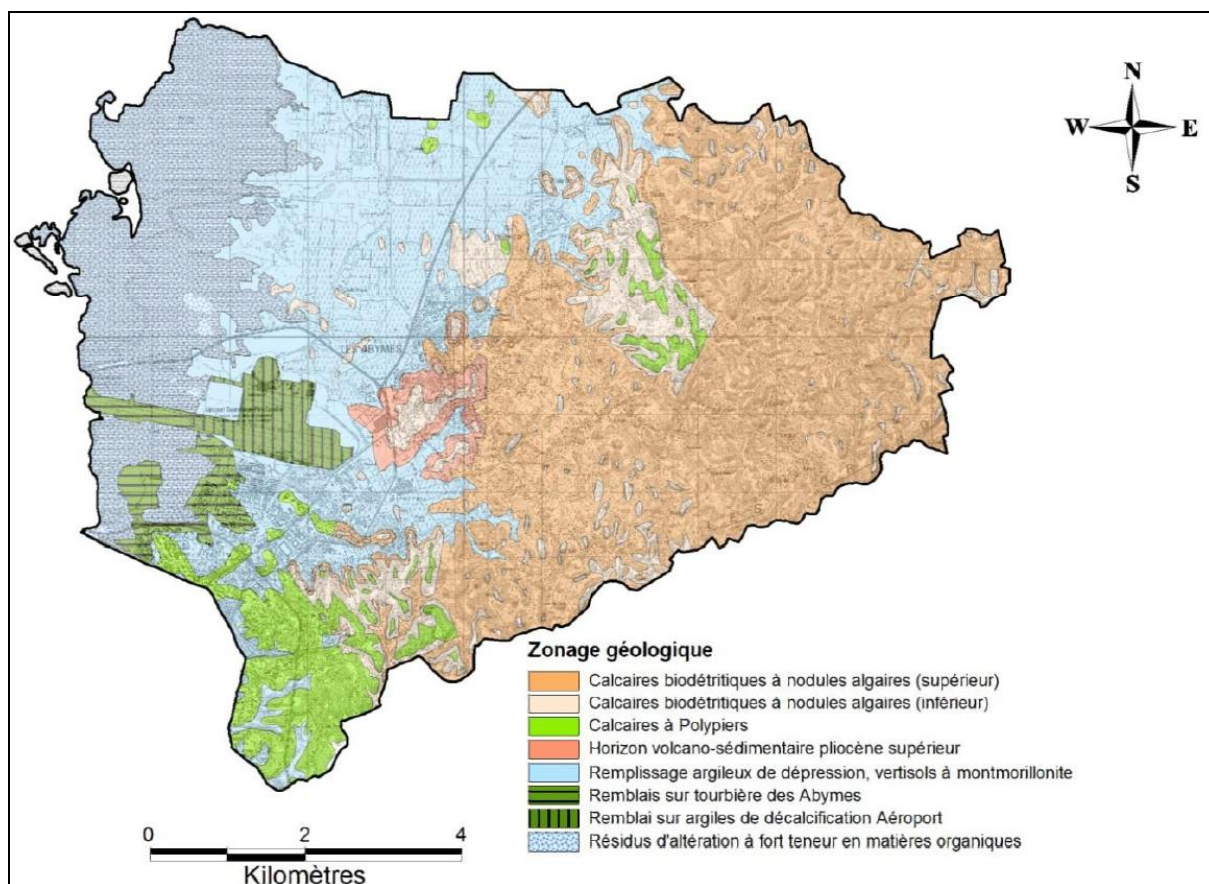 N
W E
S
ABYMES
Zonage géologique
Calcaires biodétritiques à nodules algaires (supérieur)
Calcaires biodétritiques à nodules algaires (inférieur)
Calcaires à Polypiers
Horizon volcano-sédimentaire pliocène supérieur
Remplissage argileux de dépression, vertisols à montmorillonite
Remblais sur tourbière des Abymes
Remblai sur argiles de décalcification Aéroport
Résidus d'altération à fort teneur en matières organiques
0 2 4
Kilomètres